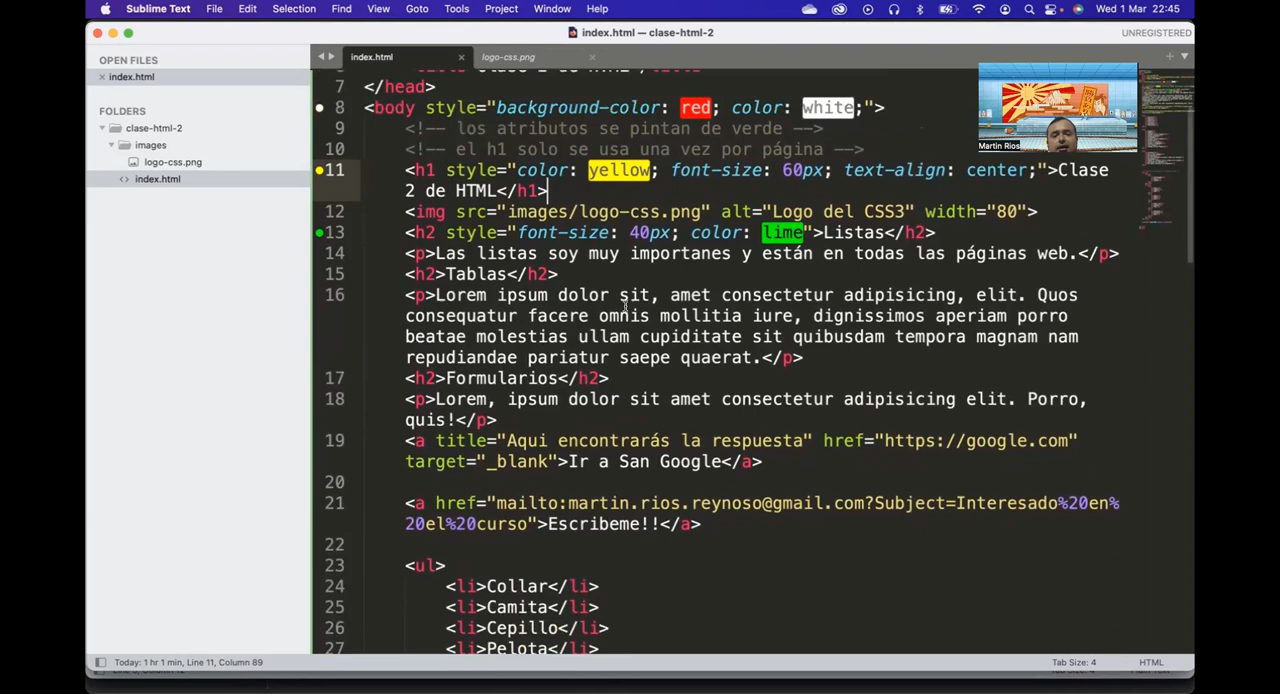 Sublime Text File Edit Selection Find View Goto Tools Project Window Help Wed 1 Mar 22:45
index.html — clase-html-2 UNREGISTERED
OPEN FILES
index.html
FOLDERS
clase-html-2
images
logo-css.png
index.html
index.html logo-css.png
7 </head>
8 <body style="background-color: red; color: white;">
9 <!-- los atributos se pintan de verde -->
10 <!-- el h1 solo se usa una vez por página -->
11 <h1 style="color: yellow; font-size: 60px; text-align: center;">Clase
2 de HTML</h1>
12 <img src="images/logo-css.png" alt="Logo del CSS3" width="80">
13 <h2 style="font-size: 40px; color: lime">Listas</h2>
14 <p>Las listas soy muy importanes y están en todas las páginas web.</p>
15 <h2>Tablas</h2>
16 <p>Lorem ipsum dolor sit, amet consectetur adipisicing, elit. Quos
consequatur facere omnis mollitia iure, dignissimos aperiam porro
beatae molestias ullam cupiditate sit quibusdam tempora magnam nam
repudiandae pariatur saepe quaerat.</p>
17 <h2>Formularios</h2>
18 <p>Lorem, ipsum dolor sit amet consectetur adipisicing elit. Porro,
quis!</p>
19 <a title="Aqui encontrarás la respuesta" href="https://google.com"
target="_blank">Ir a San Google</a>
20
21 <a href="mailto:martin.rios.reynoso@gmail.com?Subject=Interesado%20en%
20el%20curso">Escribeme!!</a>
22
23 <ul>
24 <li>Collar</li>
25 <li>Camita</li>
26 <li>Cepillo</li>
27 <li>Pelota</li>
Martin Rios
Today: 1 hr 1 min, Line 11, Column 89 Tab Size: 4 HTML